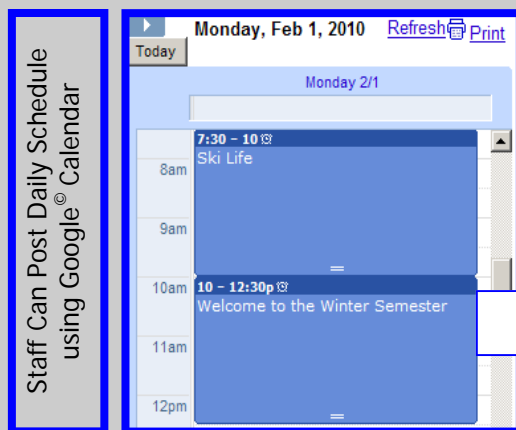 Staff Can Post Daily Schedule
using Google© Calendar
Monday, Feb 1, 2010 Refresh Print
Today
Monday 2/1
7:30 – 10
Ski Life
8am
9am
10am
10 – 12:30p
Welcome to the Winter Semester
11am
12pm